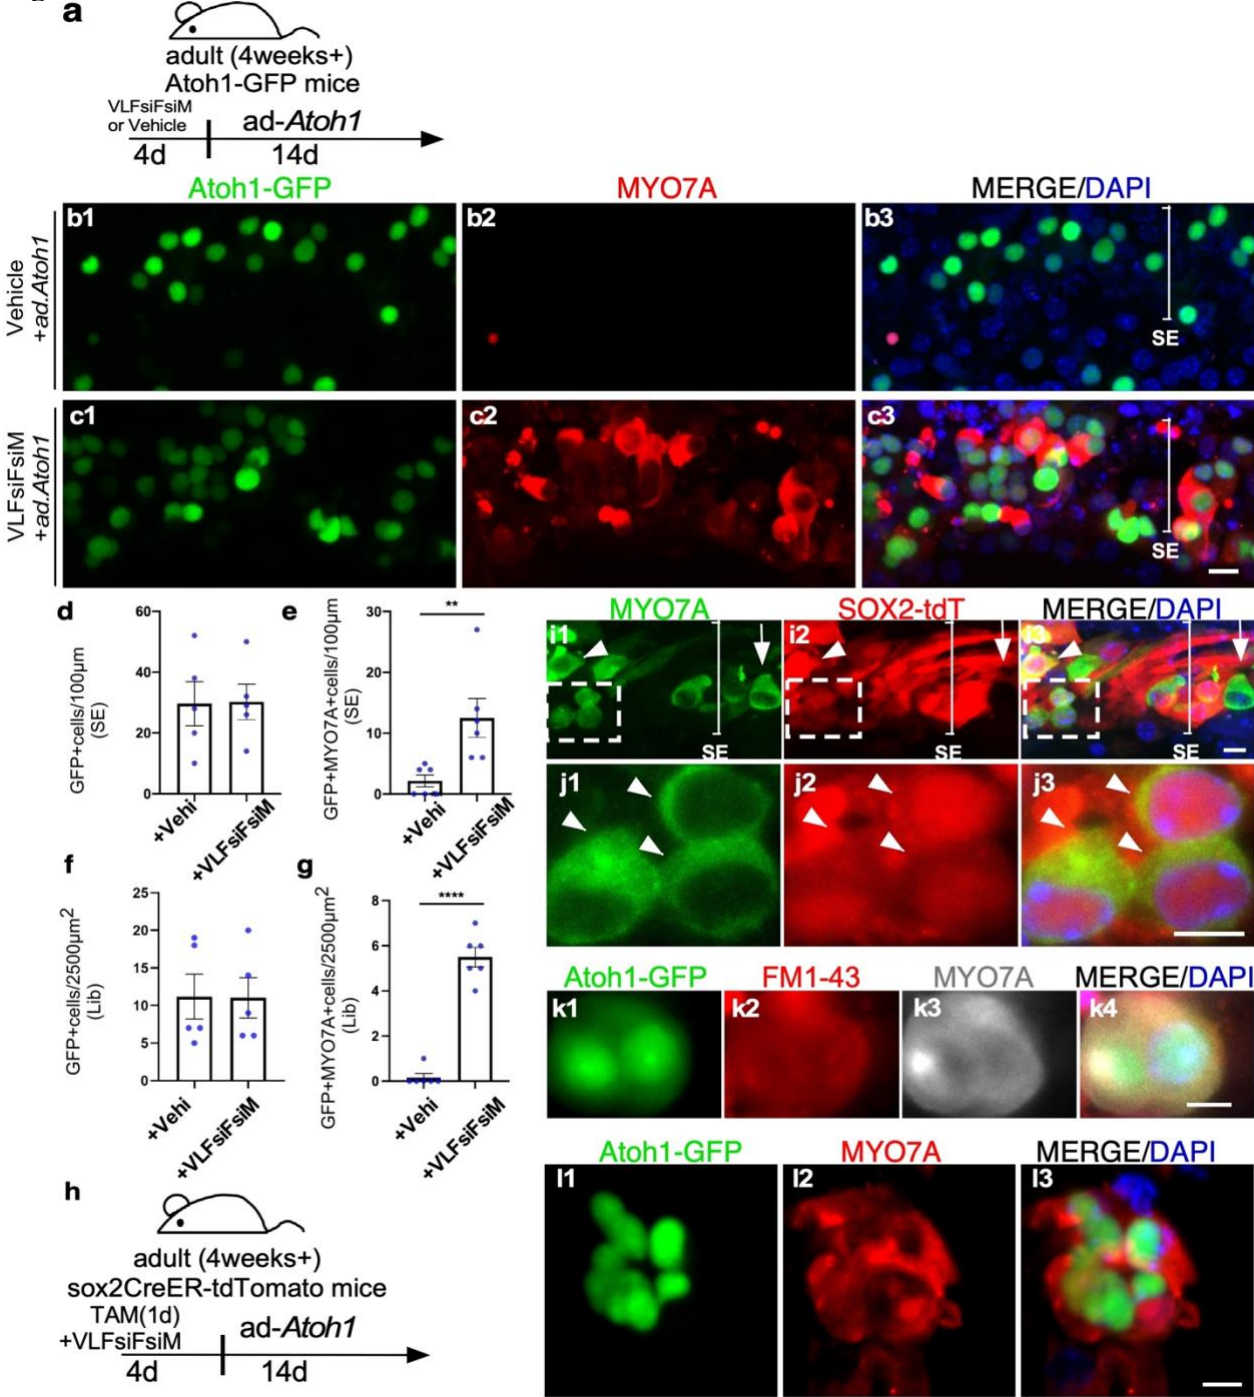 a
adult (4weeks+)
Atoh1-GFP mice
VLFsiFsiM
or Vehicle
ad-Atoh1
4d
14d
Atoh1-GFP
MYO7A
MERGE/DAPI
Vehicle
+ad.Atoh1
b1
b2
b3
SE
VLFsiFsiM
+ad.Atoh1
c1
c2
c3
SE
d
GFP+cells/100µm
(SE)
60
40
20
0
+Vehi
+VLFsiFsiM
e
GFP+MYO7A+cells/100µm
(SE)
30
20
10
0
**
+Vehi
+VLFsiFsiM
f
GFP+cells/2500µm2
(Lib)
25
20
15
10
5
0
+Vehi
+VLFsiFsiM
g
GFP+MYO7A+cells/2500µm2
(Lib)
8
6
4
2
0
****
+Vehi
+VLFsiFsiM
h
adult (4weeks+)
sox2CreER-tdTomato mice
TAM(1d)
+VLFsiFsiM
ad-Atoh1
4d
14d
MYO7A
SOX2-tdT
MERGE/DAPI
i1
i2
i3
SE
SE
SE
j1
j2
j3
Atoh1-GFP
FM1-43
MYO7A
MERGE/DAPI
k1
k2
k3
k4
Atoh1-GFP
MYO7A
MERGE/DAPI
l1
l2
l3